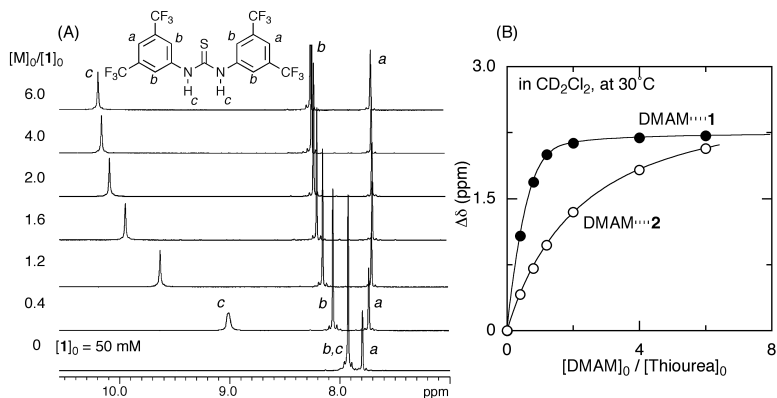 (A)
CF₃ CF₃
a b S b a
F₃C N N CF₃
b H H b
c c
[M]₀/[1]₀
c b a
6.0
4.0
2.0
1.6
1.2
0.4
c b a
0 [1]₀ = 50 mM b,c a
10.0 9.0 8.0 ppm
(B)
in CD₂Cl₂, at 30°C
DMAM·····1
DMAM·····2
Δδ (ppm)
3.0
1.5
0
0 4 8
[DMAM]₀ / [Thiourea]₀